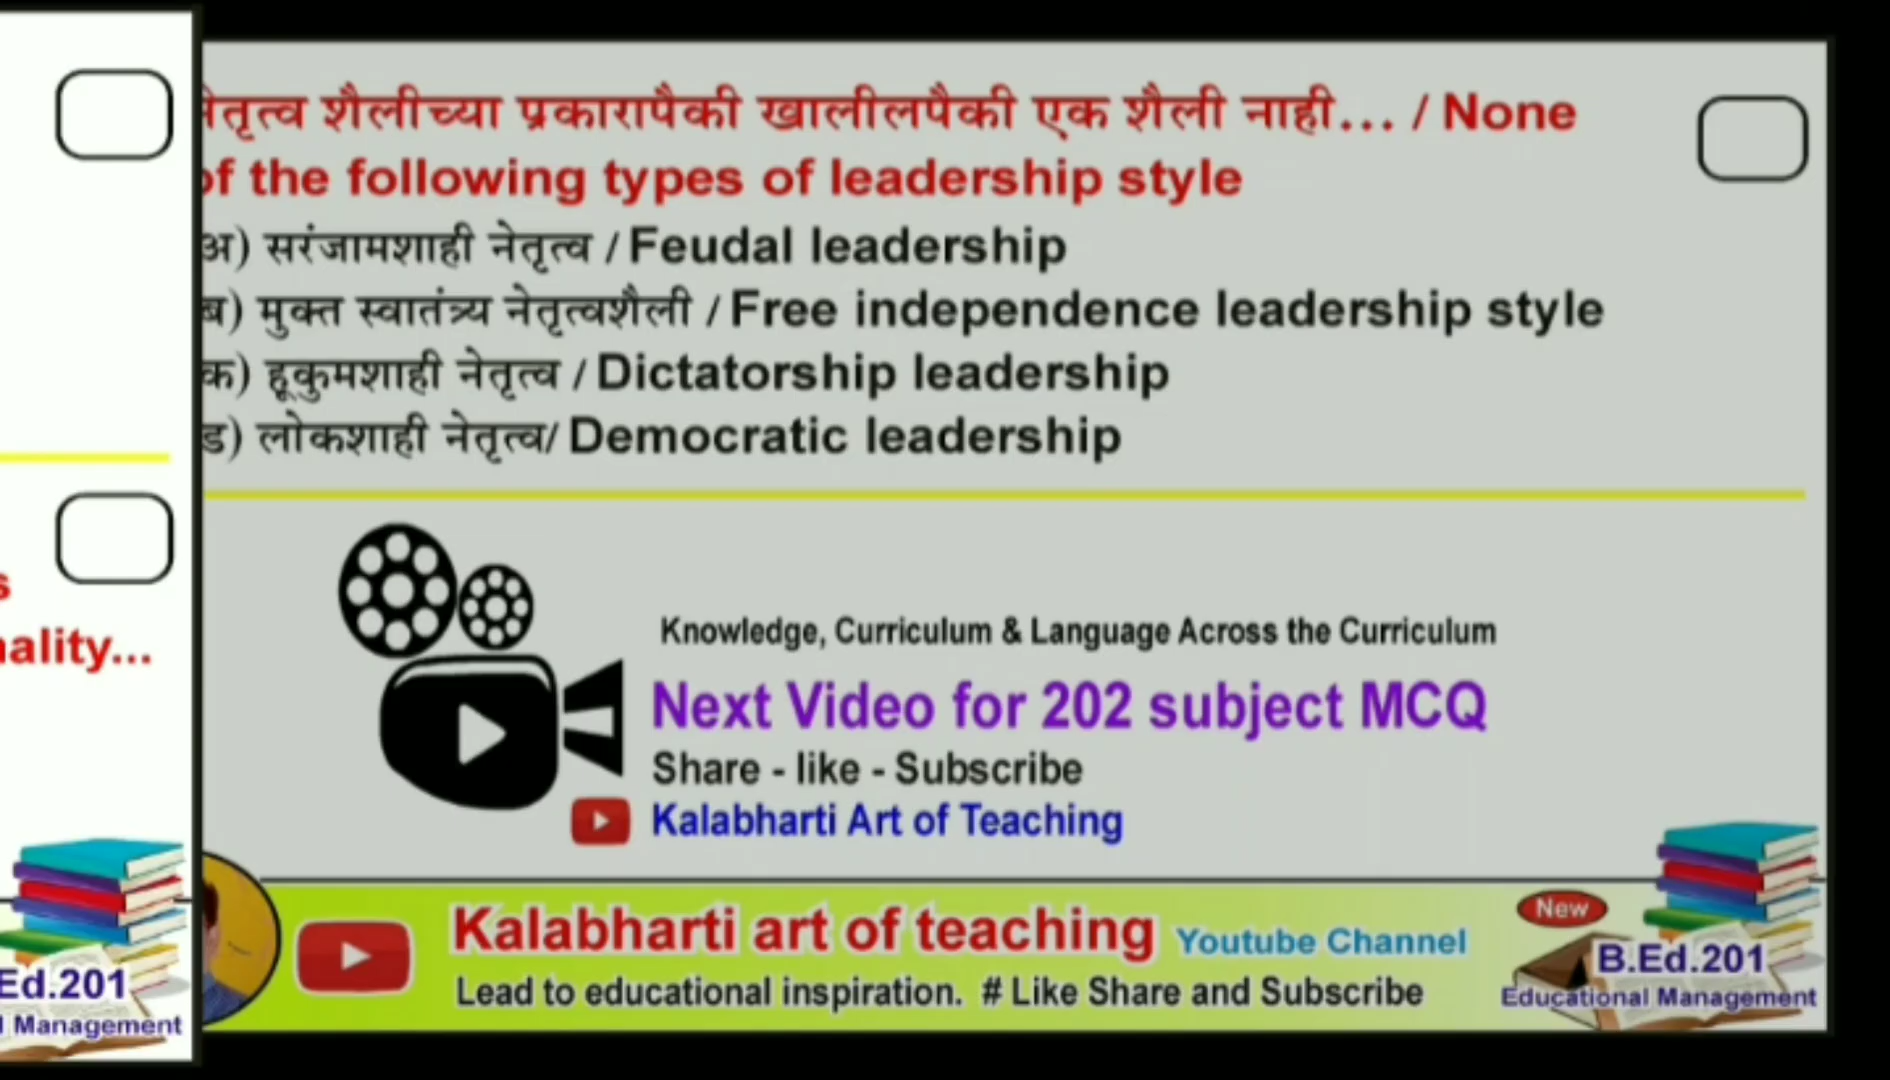 नेतृत्व शैलीच्या प्रकारापैकी खालीलपैकी एक शैली नाही... / None
of the following types of leadership style
अ) सरंजामशाही नेतृत्व / Feudal leadership
ब) मुक्त स्वातंत्र्य नेतृत्वशैली / Free independence leadership style
क) हूकुमशाही नेतृत्व / Dictatorship leadership
ड) लोकशाही नेतृत्व/ Democratic leadership
Knowledge, Curriculum & Language Across the Curriculum
Next Video for 202 subject MCQ
Share - like - Subscribe
Kalabharti Art of Teaching
Kalabharti art of teaching Youtube Channel
Lead to educational inspiration. # Like Share and Subscribe
New
B.Ed.201
Educational Management
s
nality...
Ed.201
l Management